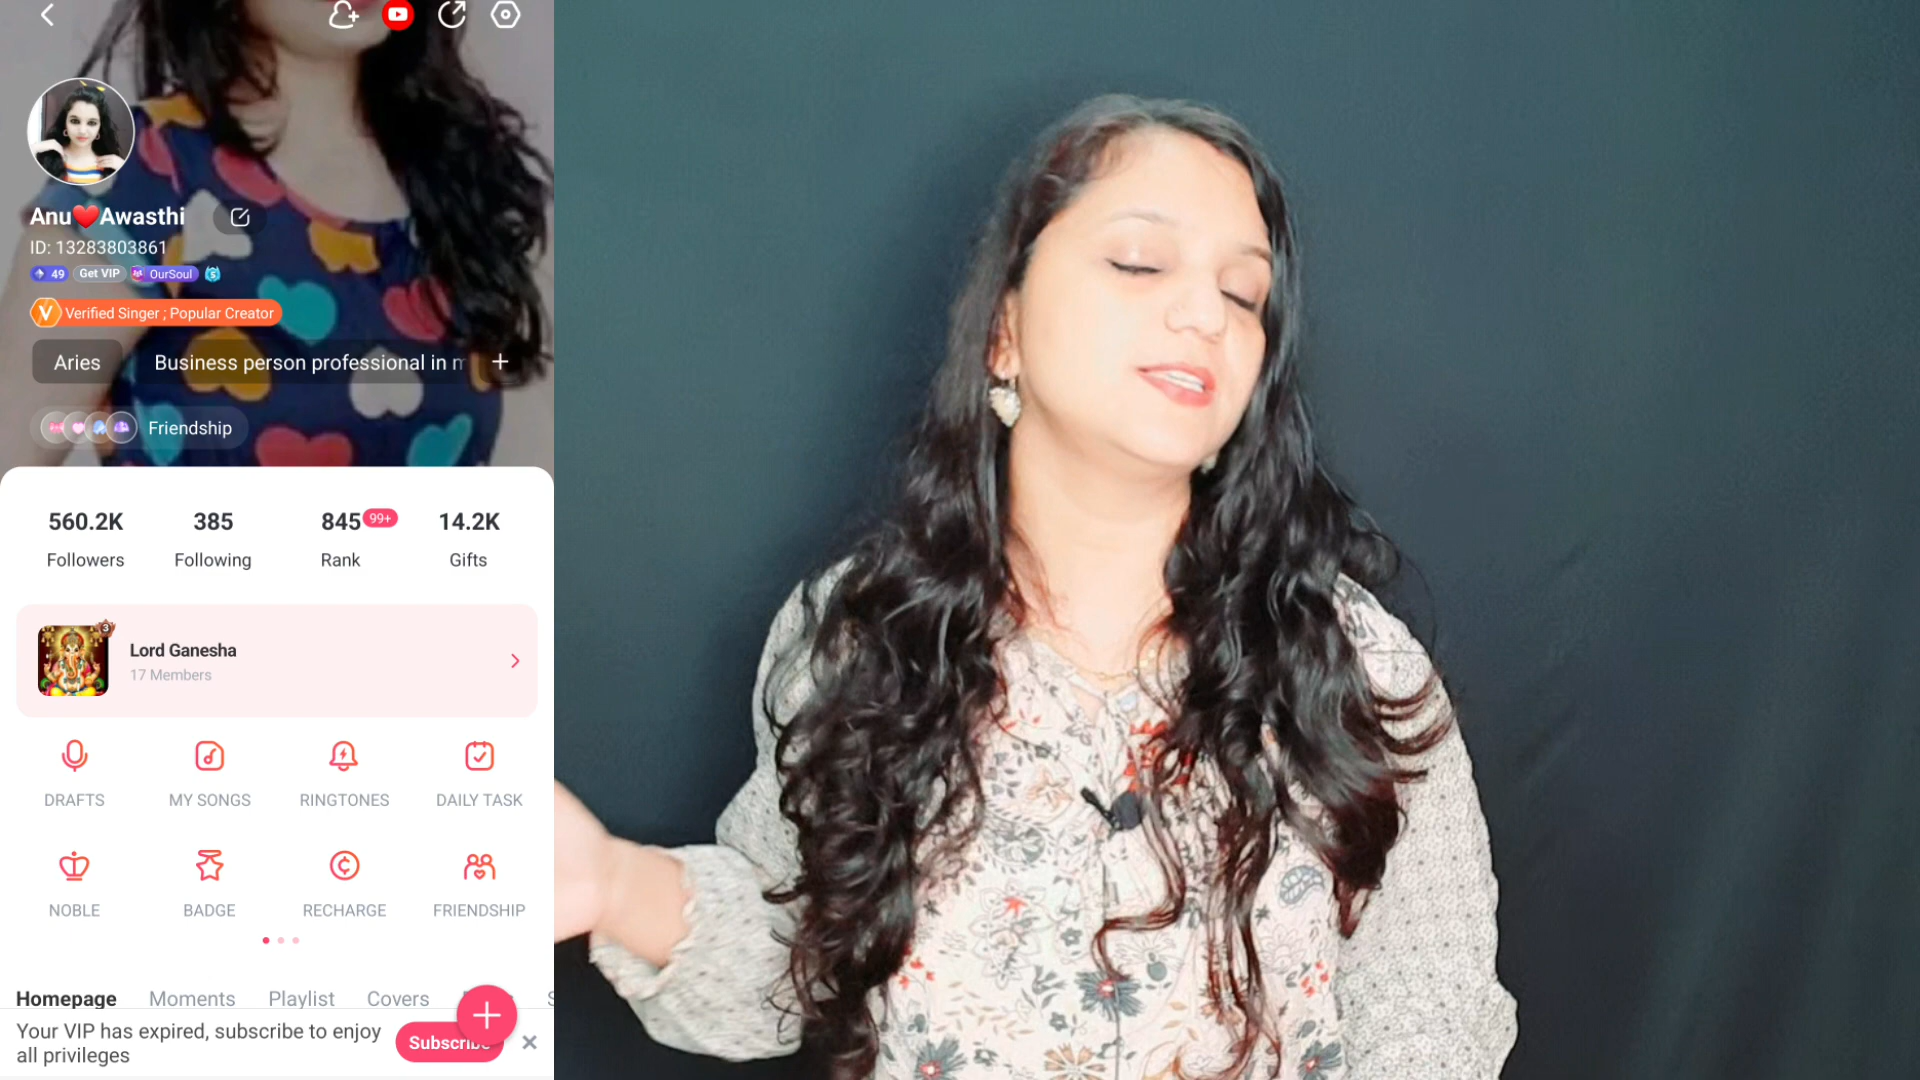 Anu❤️Awasthi
ID: 13283803861
49 Get VIP OurSoul
V Verified Singer ; Popular Creator
Aries Business person professional in
Friendship
560.2K 385 845 99+ 14.2K
Followers Following Rank Gifts
3
Lord Ganesha
17 Members
DRAFTS MY SONGS RINGTONES DAILY TASK
NOBLE BADGE RECHARGE FRIENDSHIP
Homepage Moments Playlist Covers
Your VIP has expired, subscribe to enjoy
all privileges
Subscribe